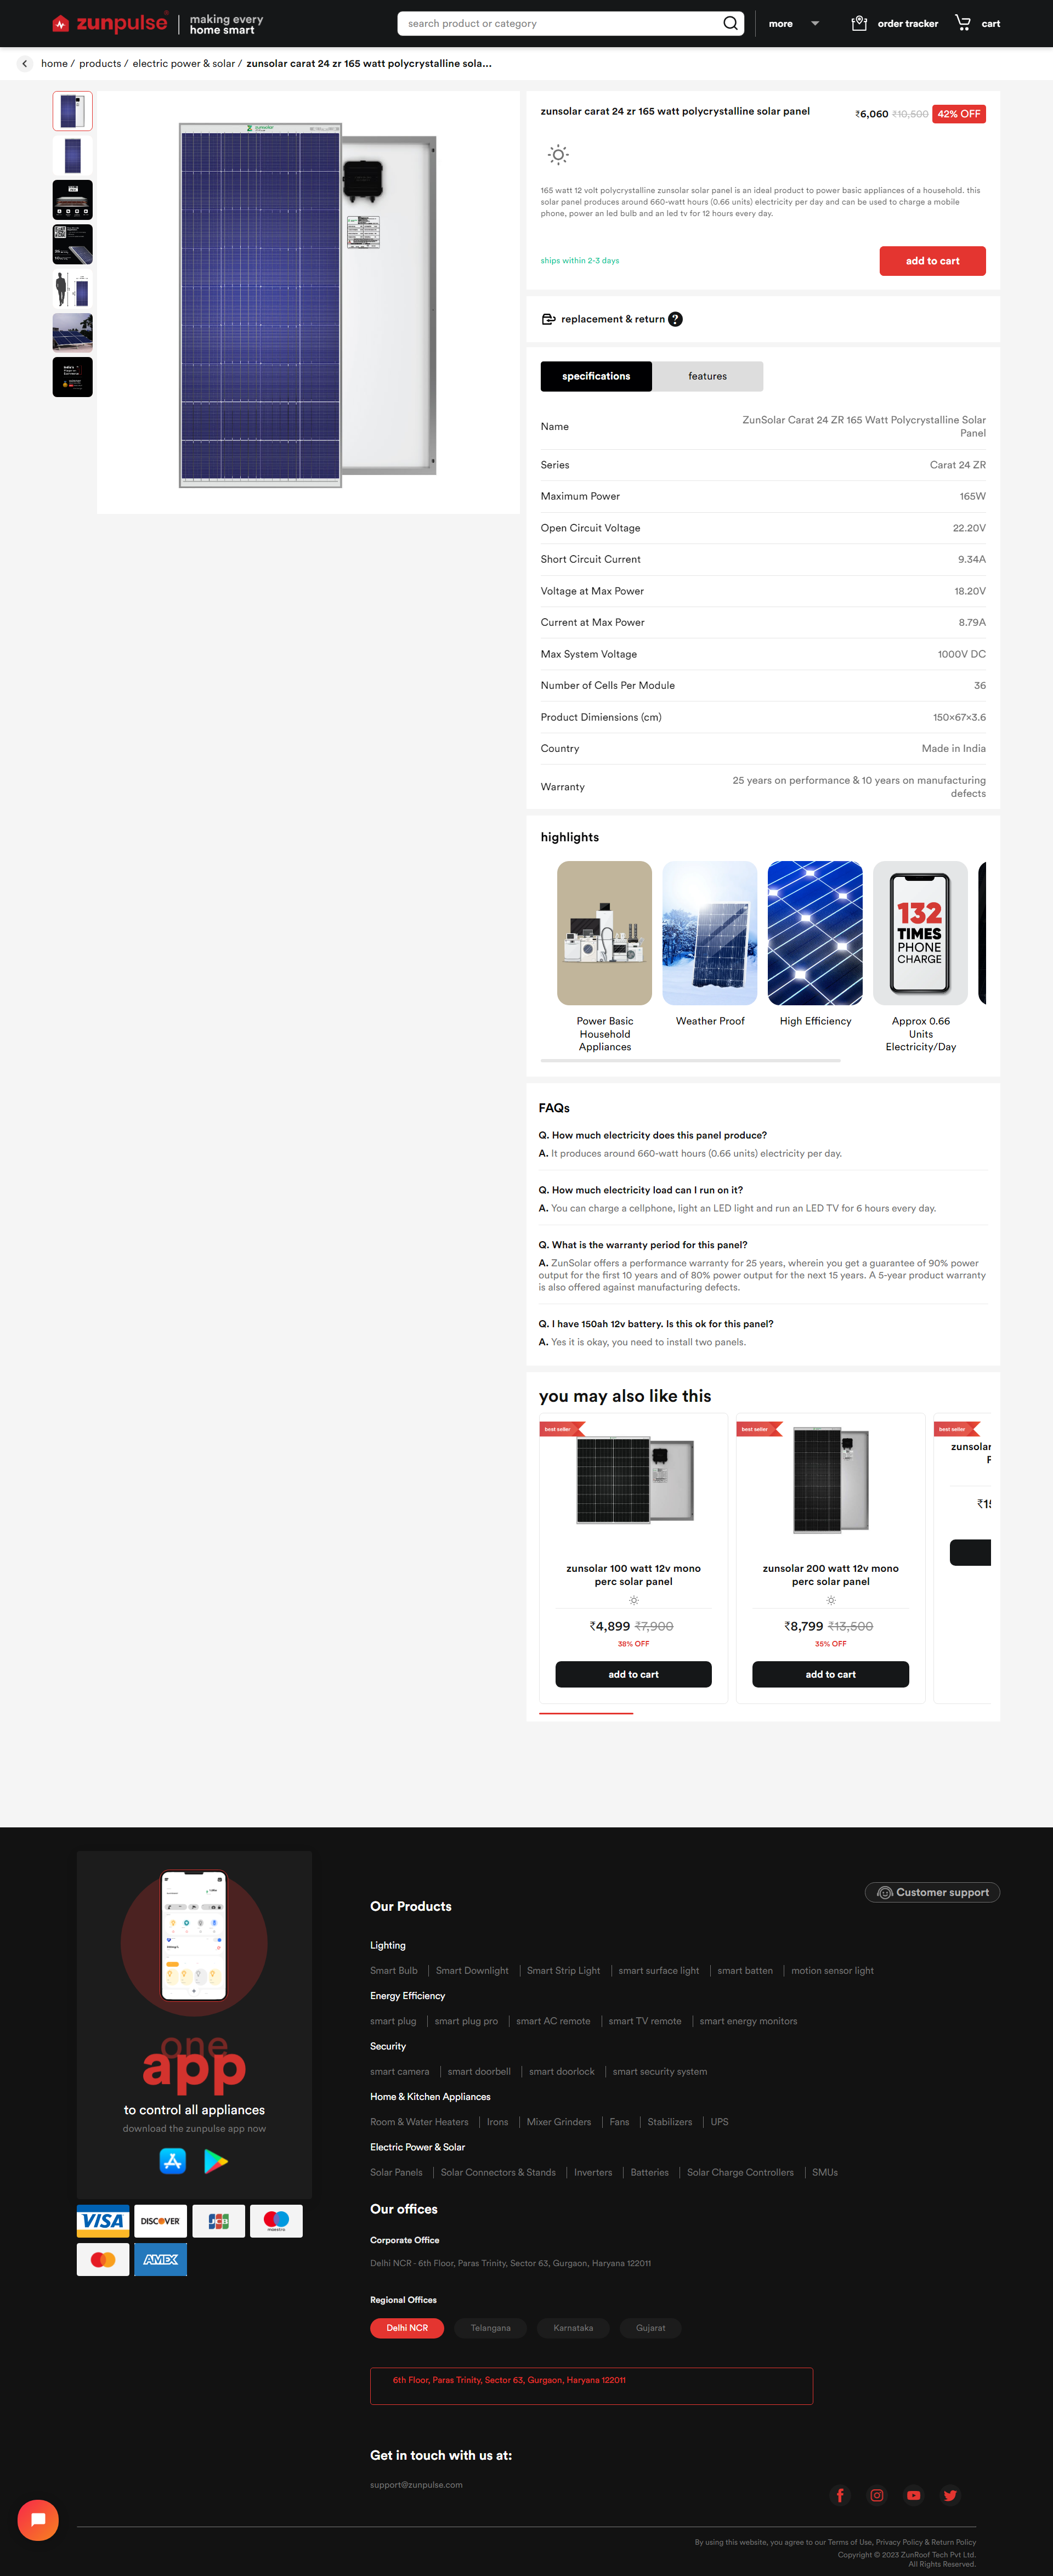 zunpulse
making every
home smart
search product or category
more
order tracker
cart
home / products / electric power & solar / zunsolar carat 24 zr 165 watt polycrystalline sola...
zunsolar carat 24 zr 165 watt polycrystalline solar panel
₹6,060 ₹10,500 42% OFF
165 watt 12 volt polycrystalline zunsolar solar panel is an ideal product to power basic appliances of a household. this
solar panel produces around 660-watt hours (0.66 units) electricity per day and can be used to charge a mobile
phone, power an led bulb and an led tv for 12 hours every day.
ships within 2-3 days
add to cart
replacement & return ?
specifications
features
Name
ZunSolar Carat 24 ZR 165 Watt Polycrystalline Solar
Panel
Series
Carat 24 ZR
Maximum Power
165W
Open Circuit Voltage
22.20V
Short Circuit Current
9.34A
Voltage at Max Power
18.20V
Current at Max Power
8.79A
Max System Voltage
1000V DC
Number of Cells Per Module
36
Product Dimiensions (cm)
150x67x3.6
Country
Made in India
Warranty
25 years on performance & 10 years on manufacturing
defects
highlights
132
TIMES
PHONE
CHARGE
Power Basic
Household
Appliances
Weather Proof
High Efficiency
Approx 0.66
Units
Electricity/Day
FAQs
Q. How much electricity does this panel produce?
A. It produces around 660-watt hours (0.66 units) electricity per day.
Q. How much electricity load can I run on it?
A. You can charge a cellphone, light an LED light and run an LED TV for 6 hours every day.
Q. What is the warranty period for this panel?
A. ZunSolar offers a performance warranty for 25 years, wherein you get a guarantee of 90% power
output for the first 10 years and of 80% power output for the next 15 years. A 5-year product warranty
is also offered against manufacturing defects.
Q. I have 150ah 12v battery. Is this ok for this panel?
A. Yes it is okay, you need to install two panels.
you may also like this
best seller
zunsolar 100 watt 12v mono
perc solar panel
₹4,899 ₹7,900
38% OFF
add to cart
best seller
zunsolar 200 watt 12v mono
perc solar panel
₹8,799 ₹13,500
35% OFF
add to cart
best seller
zunsolar
one
app
to control all appliances
download the zunpulse app now
VISA
DISCOVER
JCB
maestro
AMEX
Customer support
Our Products
Lighting
Smart Bulb | Smart Downlight | Smart Strip Light | smart surface light | smart batten | motion sensor light
Energy Efficiency
smart plug | smart plug pro | smart AC remote | smart TV remote | smart energy monitors
Security
smart camera | smart doorbell | smart doorlock | smart security system
Home & Kitchen Appliances
Room & Water Heaters | Irons | Mixer Grinders | Fans | Stabilizers | UPS
Electric Power & Solar
Solar Panels | Solar Connectors & Stands | Inverters | Batteries | Solar Charge Controllers | SMUs
Our offices
Corporate Office
Delhi NCR - 6th Floor, Paras Trinity, Sector 63, Gurgaon, Haryana 122011
Regional Offices
Delhi NCR
Telangana
Karnataka
Gujarat
6th Floor, Paras Trinity, Sector 63, Gurgaon, Haryana 122011
Get in touch with us at:
support@zunpulse.com
By using this website, you agree to our Terms of Use, Privacy Policy & Return Policy
Copyright © 2023 ZunRoof Tech Pvt Ltd.
All Rights Reserved.